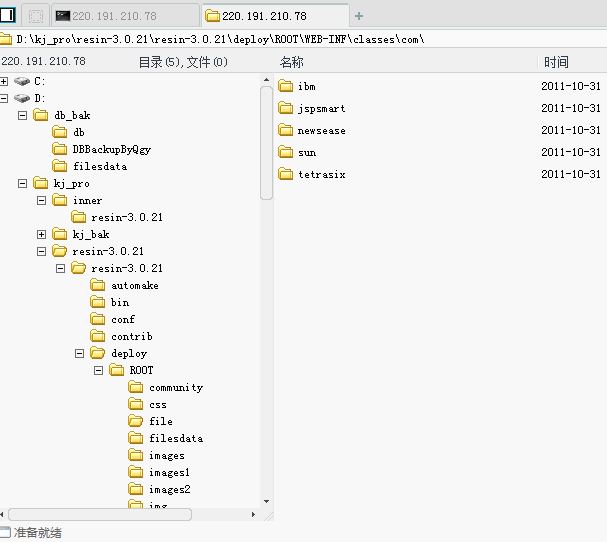 220.191.210.78 220.191.210.78 +
D:\kj_pro\resin-3.0.21\resin-3.0.21\deploy\ROOT\WEB-INF\classes\com\
220.191.210.78 目录(5),文件(0) 名称 时间
C:
D:
db_bak
db
DBBackupByQgy
filesdata
kj_pro
inner
resin-3.0.21
kj_bak
resin-3.0.21
resin-3.0.21
automake
bin
conf
contrib
deploy
ROOT
community
css
file
filesdata
images
images1
images2
img
ibm 2011-10-31
jspsmart 2011-10-31
newsease 2011-10-31
sun 2011-10-31
tetrasix 2011-10-31
准备就绪